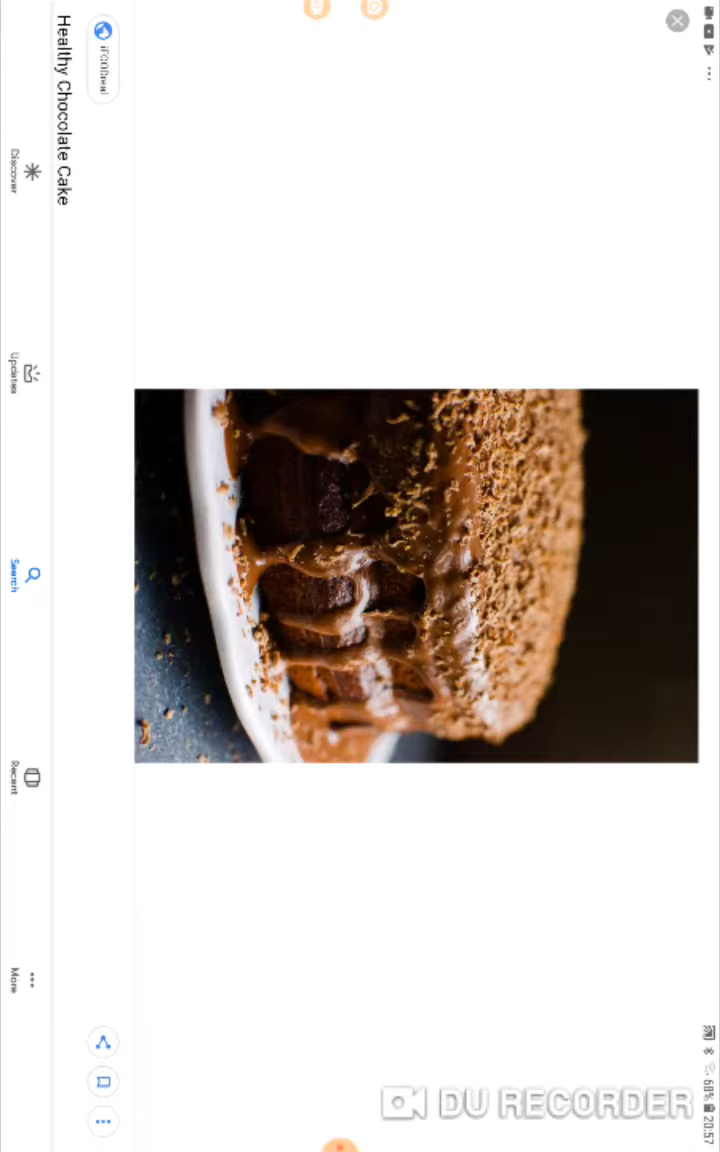 68% 20:57
DU RECORDER
iFOODreal
Healthy Chocolate Cake
Discover
Updates
Search
Recent
More